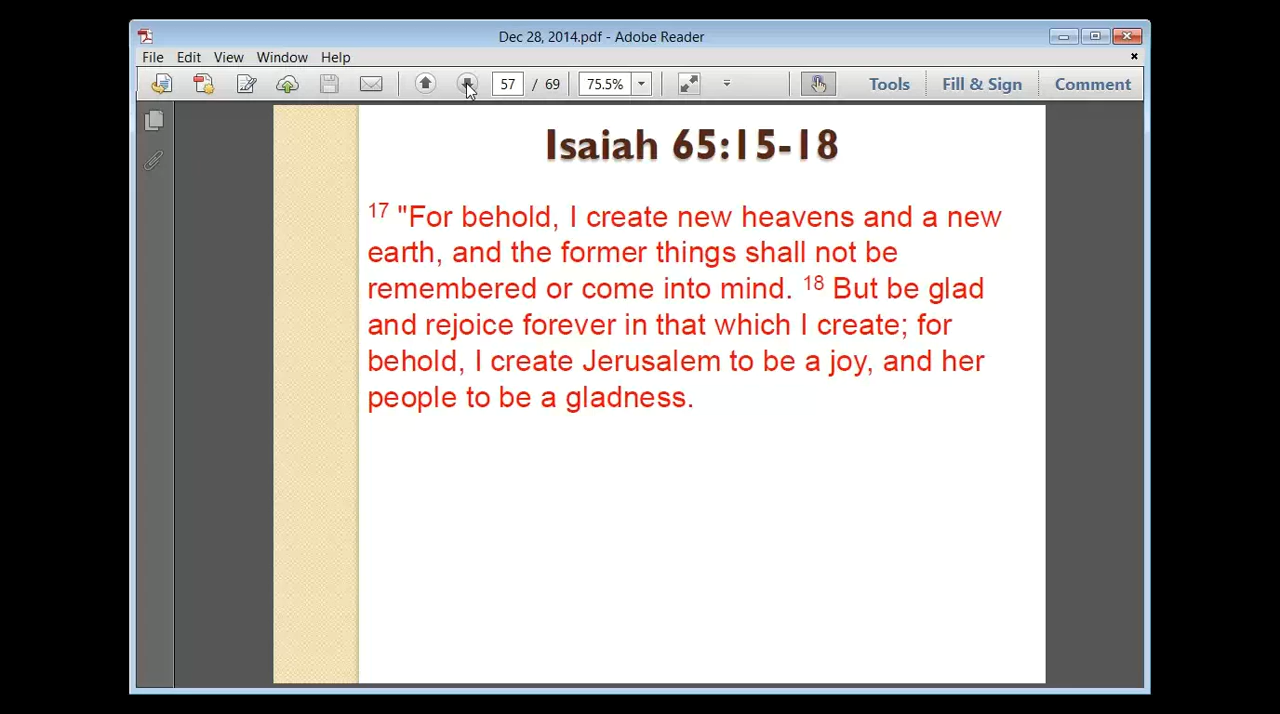 Dec 28, 2014.pdf - Adobe Reader
File Edit View Window Help
57 / 69 75.5% Tools Fill & Sign Comment
Isaiah 65:15-18
17 "For behold, I create new heavens and a new
earth, and the former things shall not be
remembered or come into mind. 18 But be glad
and rejoice forever in that which I create; for
behold, I create Jerusalem to be a joy, and her
people to be a gladness.